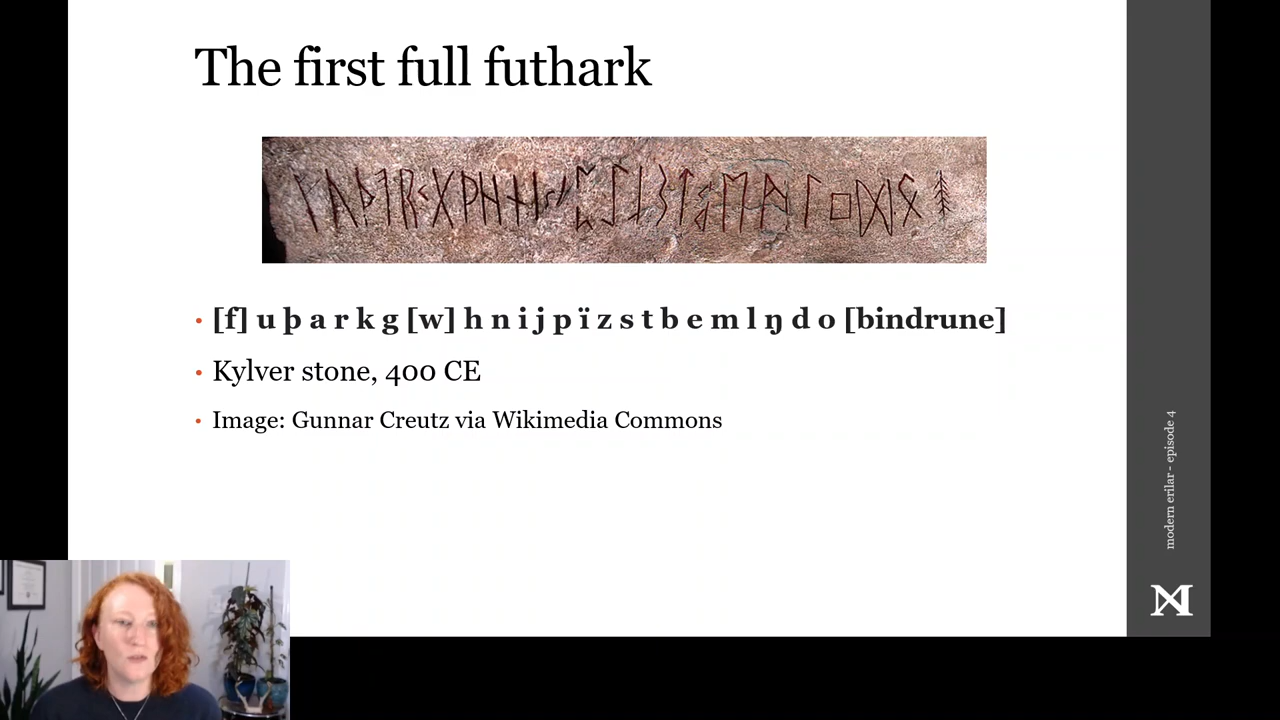 The first full futhark
[f] u þ a r k g [w] h n i j p ï z s t b e m l ŋ d o [bindrune]
Kylver stone, 400 CE
Image: Gunnar Creutz via Wikimedia Commons
modern erilar - episode 4